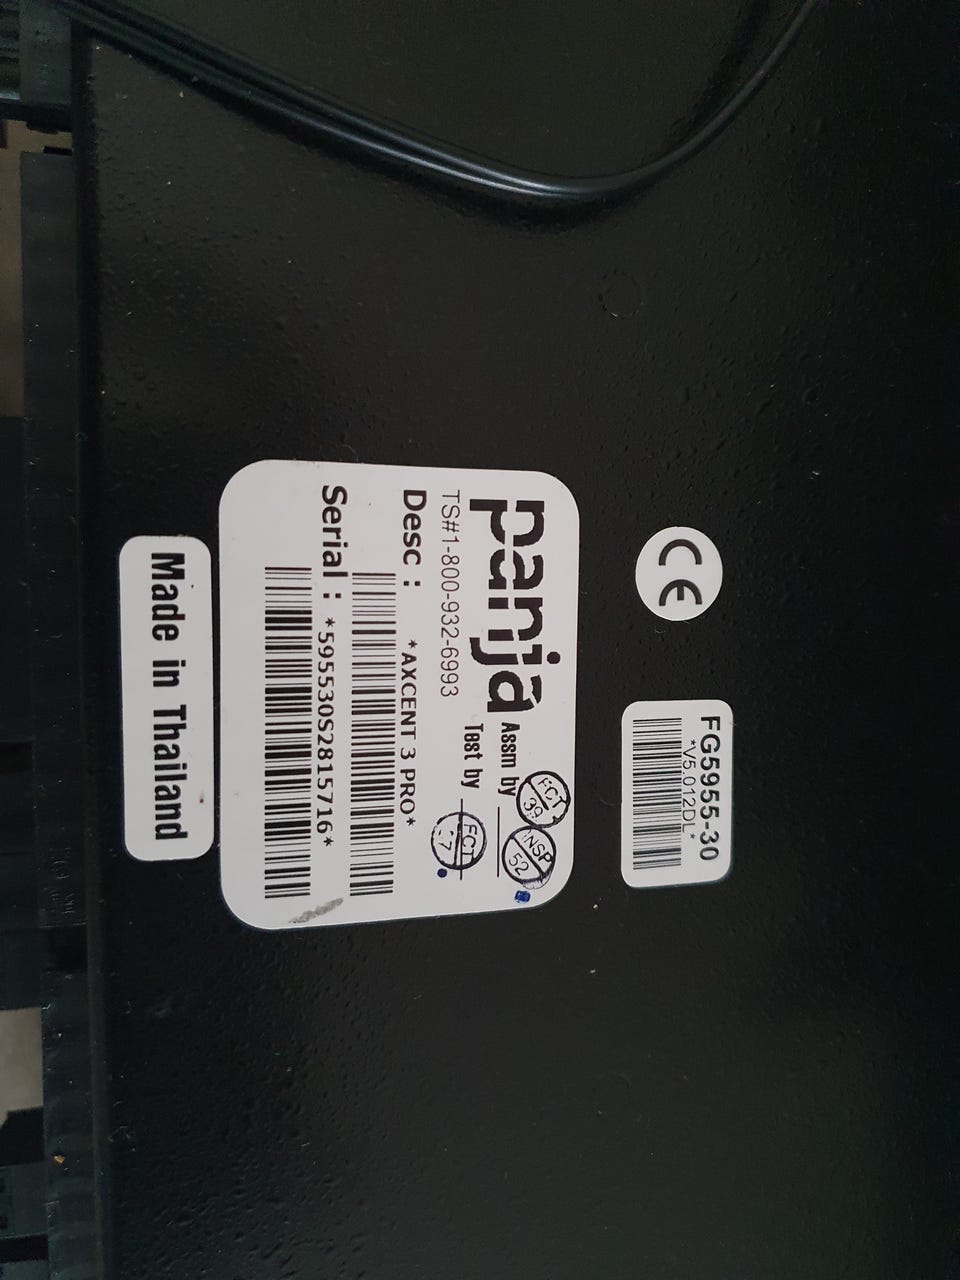 CE
FG5955-30
*V5.012DL*
panja
TS#1-800-932-6993
Assm by
FCT
39
INSP
52
Test by
FCT
Desc : *AXCENT 3 PRO*
Serial : *595530S2815716*
Made in Thailand